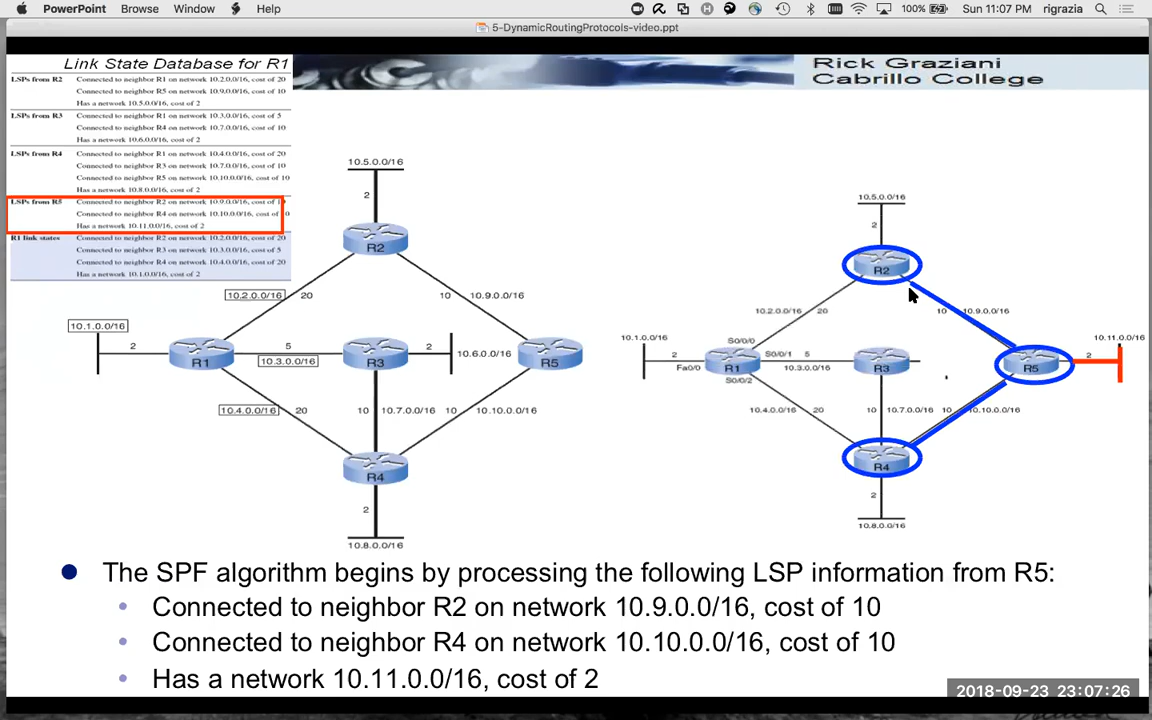 PowerPoint File Edit View Window Help 100% Sun 11:07 PM rigrazia
5-DynamicRoutingProtocols-video.ppt
Link State Database for R1
Rick Graziani
Cabrillo College
LSPs from R2 Connected to neighbor R1 on network 10.2.0.0/16, cost of 20
Connected to neighbor R5 on network 10.9.0.0/16, cost of 10
Has a network 10.5.0.0/16, cost of 2
LSPs from R3 Connected to neighbor R1 on network 10.3.0.0/16, cost of 5
Connected to neighbor R4 on network 10.7.0.0/16, cost of 10
Has a network 10.6.0.0/16, cost of 2
LSPs from R4 Connected to neighbor R1 on network 10.4.0.0/16, cost of 20
Connected to neighbor R3 on network 10.7.0.0/16, cost of 10
Connected to neighbor R5 on network 10.10.0.0/16, cost of 10
Has a network 10.8.0.0/16, cost of 2
LSPs from R5 Connected to neighbor R2 on network 10.9.0.0/16, cost of 10
Connected to neighbor R4 on network 10.10.0.0/16, cost of 10
Has a network 10.11.0.0/16, cost of 2
R1 link states Connected to neighbor R2 on network 10.2.0.0/16, cost of 20
Connected to neighbor R3 on network 10.3.0.0/16, cost of 5
Connected to neighbor R4 on network 10.4.0.0/16, cost of 20
Has a network 10.1.0.0/16, cost of 2
10.5.0.0/16
2
R2
10.2.0.0/16 20
10 10.9.0.0/16
10.1.0.0/16
2
R1
5
10.3.0.0/16
R3
2
10.6.0.0/16
R5
10.4.0.0/16 20
10 10.7.0.0/16
10 10.10.0.0/16
R4
2
10.8.0.0/16
10.5.0.0/16
2
R2
10.2.0.0/16 20
10 10.9.0.0/16
10.1.0.0/16
2
Fa0/0
R1
S0/0/0
S0/0/1 5
10.3.0.0/16
S0/0/2
R3
R5
2
10.11.0.0/16
10.4.0.0/16 20
10 10.7.0.0/16
10 10.10.0.0/16
R4
2
10.8.0.0/16
The SPF algorithm begins by processing the following LSP information from R5:
Connected to neighbor R2 on network 10.9.0.0/16, cost of 10
Connected to neighbor R4 on network 10.10.0.0/16, cost of 10
Has a network 10.11.0.0/16, cost of 2
2018-09-23 23:07:26